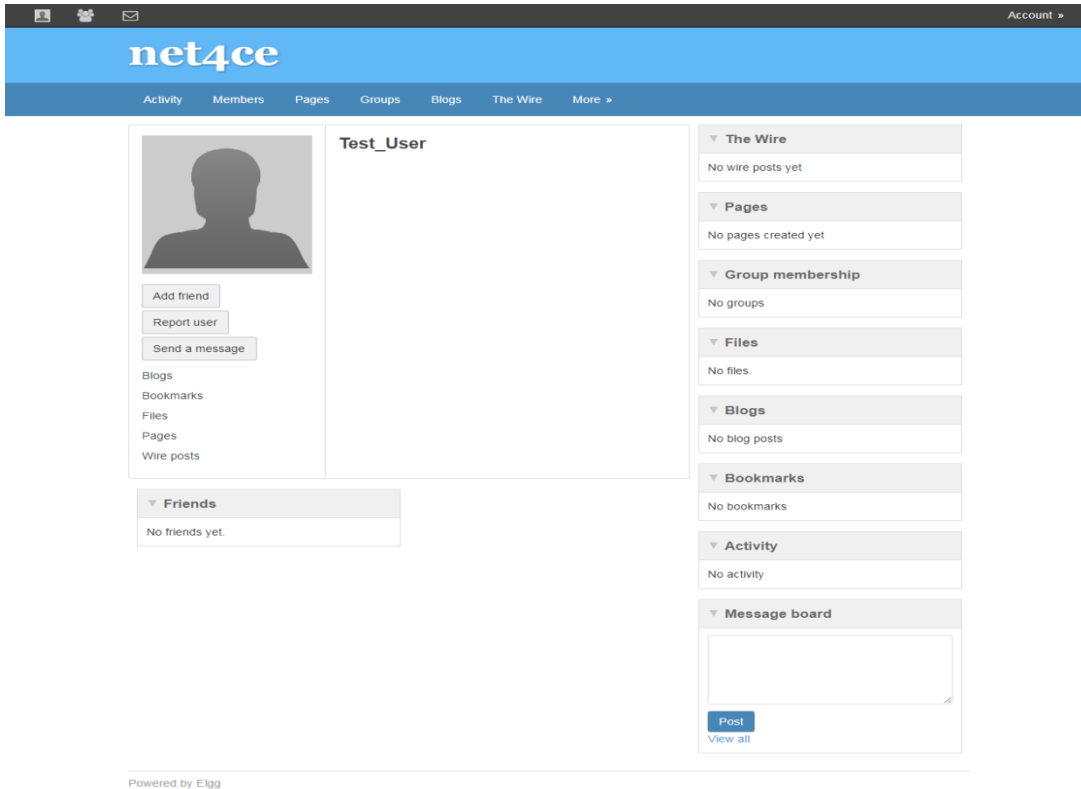 Account »
net4ce
Activity Members Pages Groups Blogs The Wire More »
Test_User
Add friend
Report user
Send a message
Blogs
Bookmarks
Files
Pages
Wire posts
Friends
No friends yet.
The Wire
No wire posts yet
Pages
No pages created yet
Group membership
No groups
Files
No files.
Blogs
No blog posts
Bookmarks
No bookmarks
Activity
No activity
Message board
Post
View all
Powered by Elgg